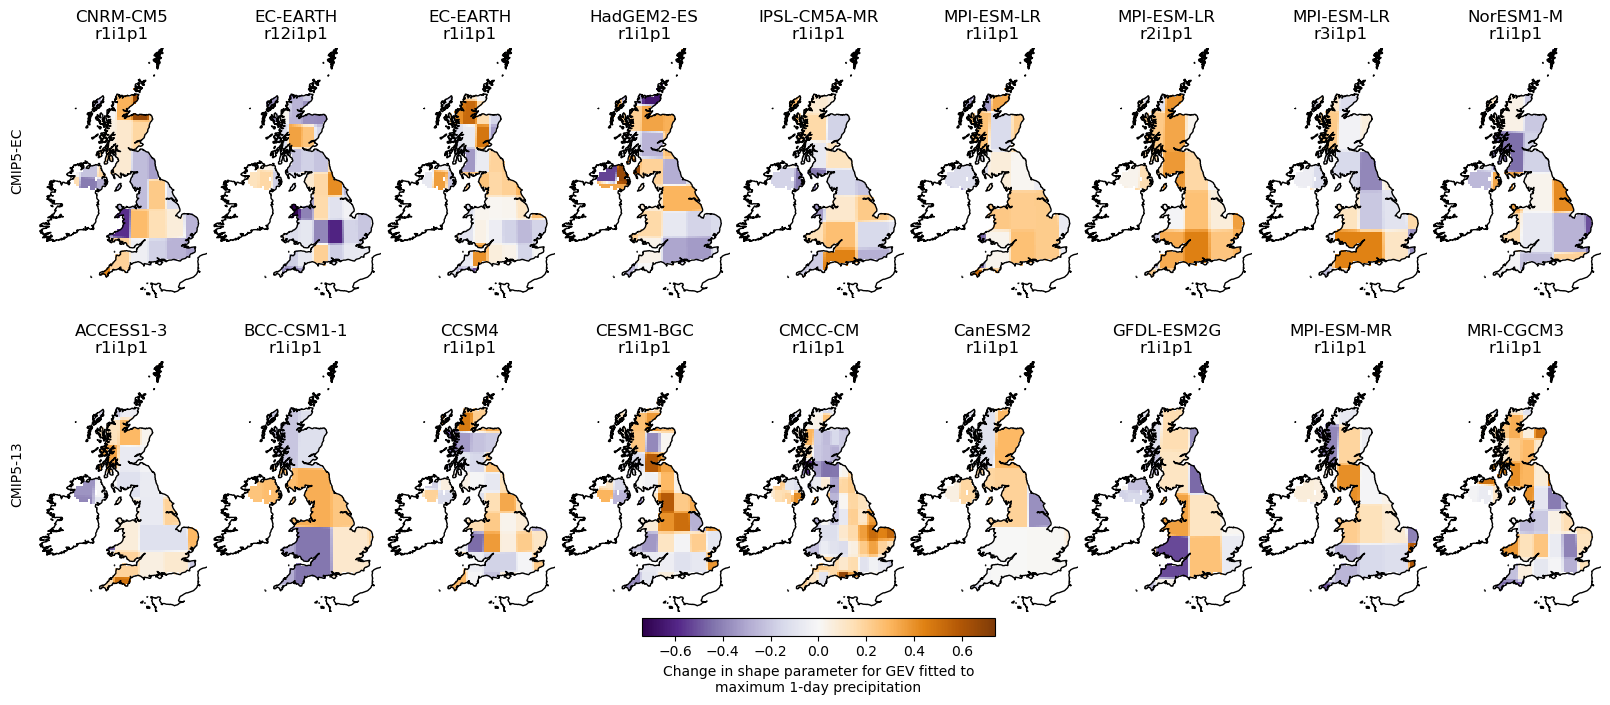 CNRM-CM5 EC-EARTH EC-EARTH HadGEM2-ES IPSL-CM5A-MR MPI-ESM-LR MPI-ESM-LR MPI-ESM-LR NorESM1-M
r1i1p1 r12i1p1 r1i1p1 r1i1p1 r1i1p1 r1i1p1 r2i1p1 r3i1p1 r1i1p1
CMIP5-EC
ACCESS1-3 BCC-CSM1-1 CCSM4 CESM1-BGC CMCC-CM CanESM2 GFDL-ESM2G MPI-ESM-MR MRI-CGCM3
r1i1p1 r1i1p1 r1i1p1 r1i1p1 r1i1p1 r1i1p1 r1i1p1 r1i1p1 r1i1p1
CMIP5-13
−0.6 −0.4 −0.2 0.0 0.2 0.4 0.6
Change in shape parameter for GEV fitted to
maximum 1-day precipitation